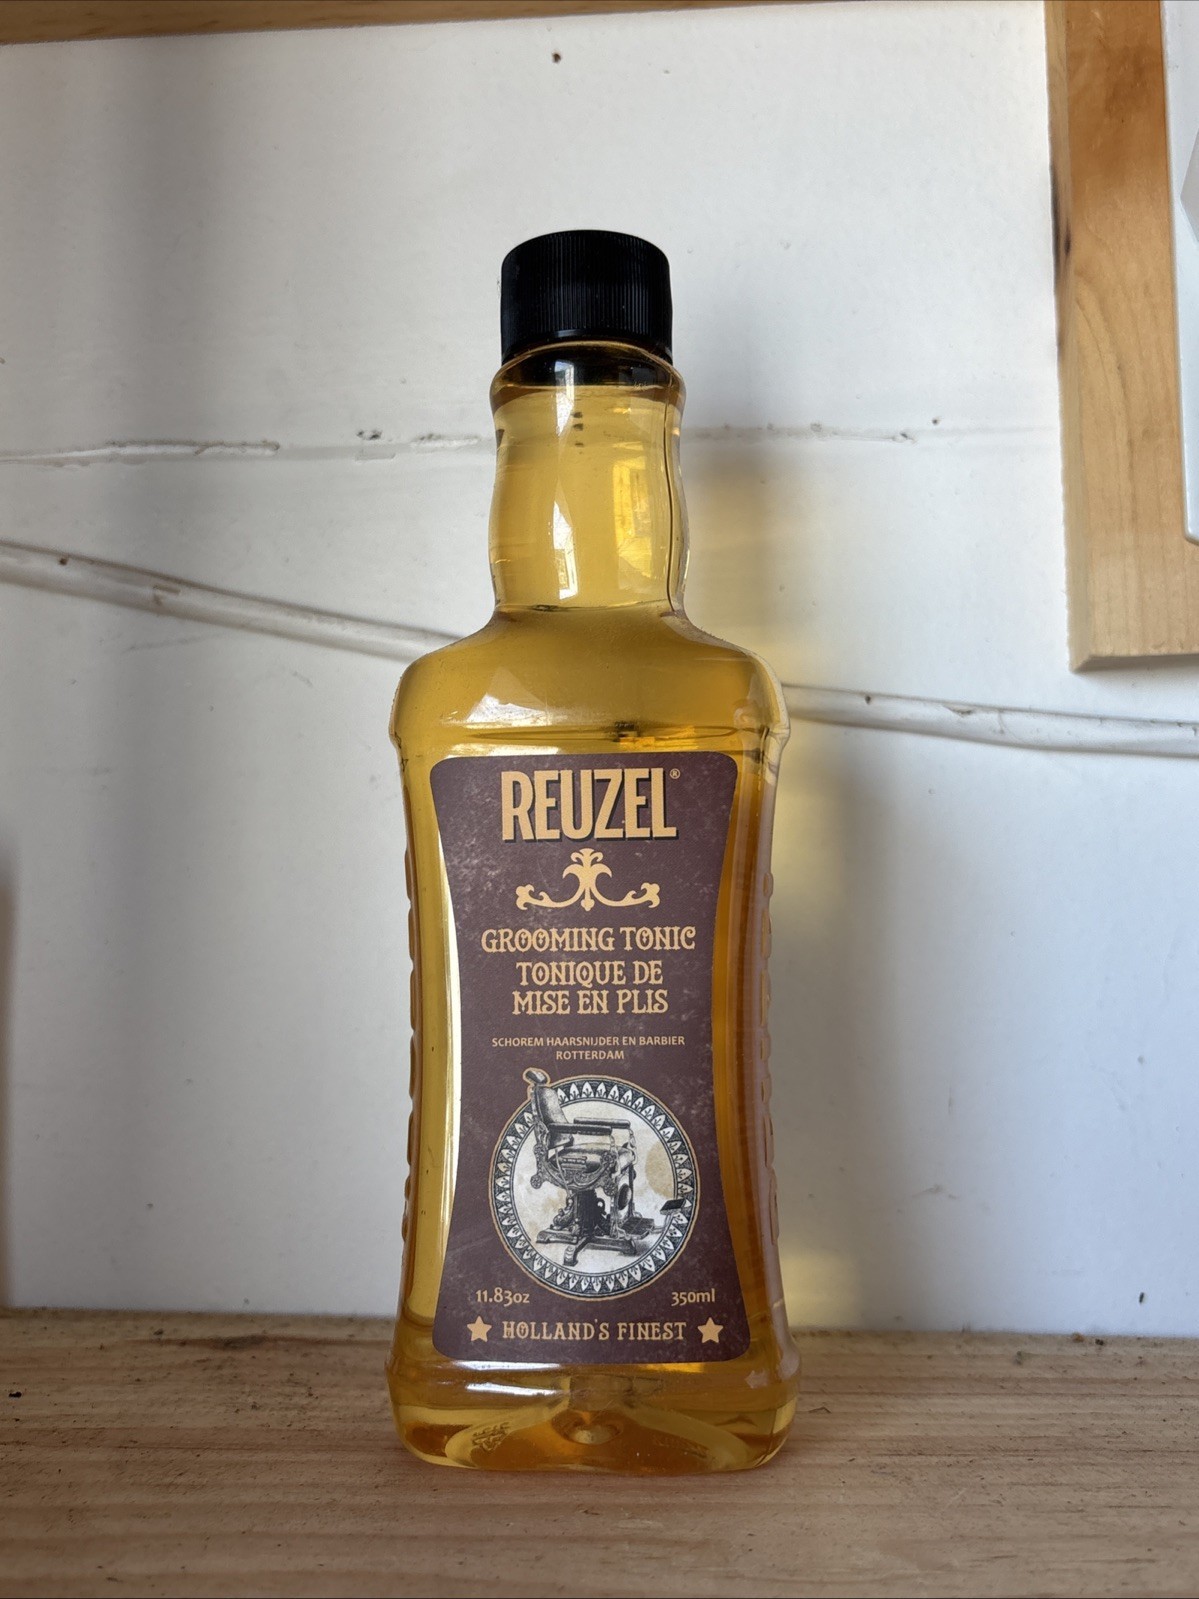 REUZEL®
GROOMING TONIC
TONIQUE DE
MISE EN PLIS
SCHOREM HAARSNIJDER EN BARBIER
ROTTERDAM
11.83oz 350ml
HOLLAND'S FINEST